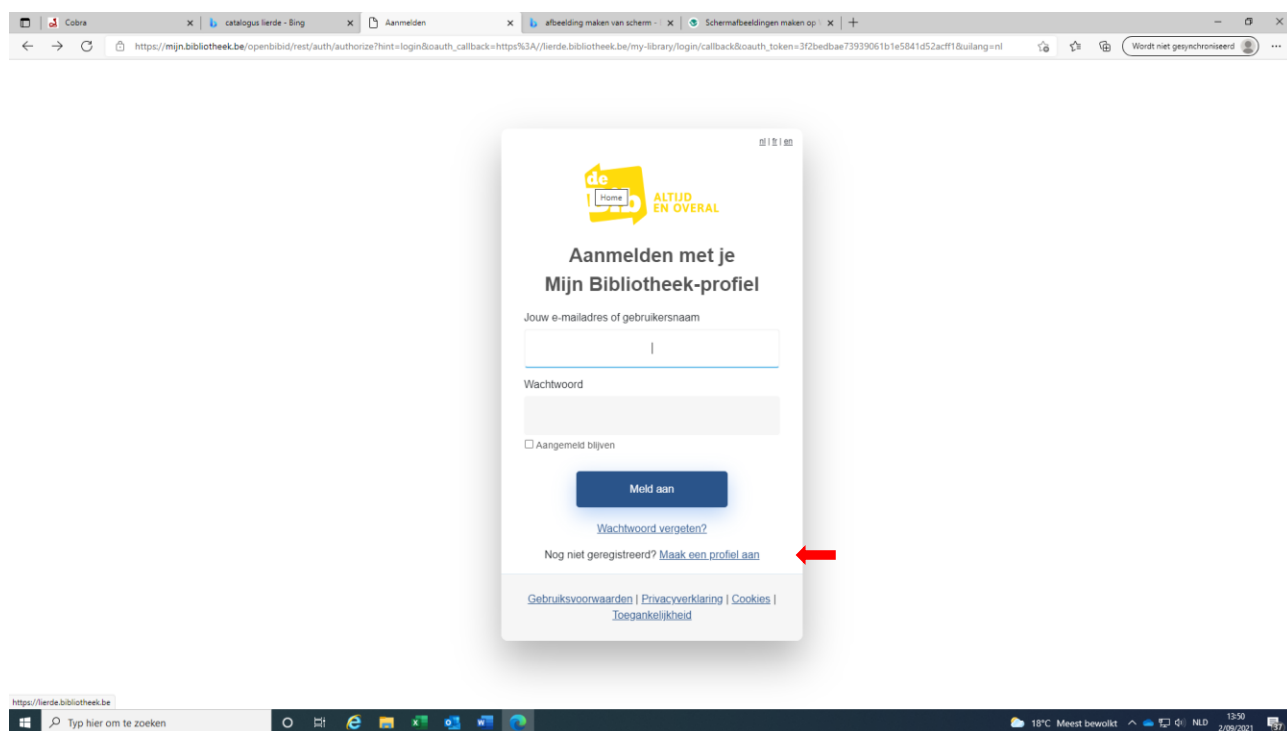 Cobra
catalogus lierde - Bing
Aanmelden
afbeelding maken van scherm -
Schermafbeeldingen maken op
https://mijn.bibliotheek.be/openbibid/rest/auth/authorize?hint=login&oauth_callback=https%3A//lierde.bibliotheek.be/my-library/login/callback&oauth_token=3f2bedbae73939061b1e5841d52acff1&uilang=nl
Wordt niet gesynchroniseerd
nl | fr | en
de
Home
ALTIJD
EN OVERAL
Aanmelden met je
Mijn Bibliotheek-profiel
Jouw e-mailadres of gebruikersnaam
Wachtwoord
Aangemeld blijven
Meld aan
Wachtwoord vergeten?
Nog niet geregistreerd? Maak een profiel aan
Gebruiksvoorwaarden | Privacyverklaring | Cookies |
Toegankelijkheid
https://lierde.bibliotheek.be
Typ hier om te zoeken
18°C Meest bewolkt
NLD
13:50
2/09/2021
37